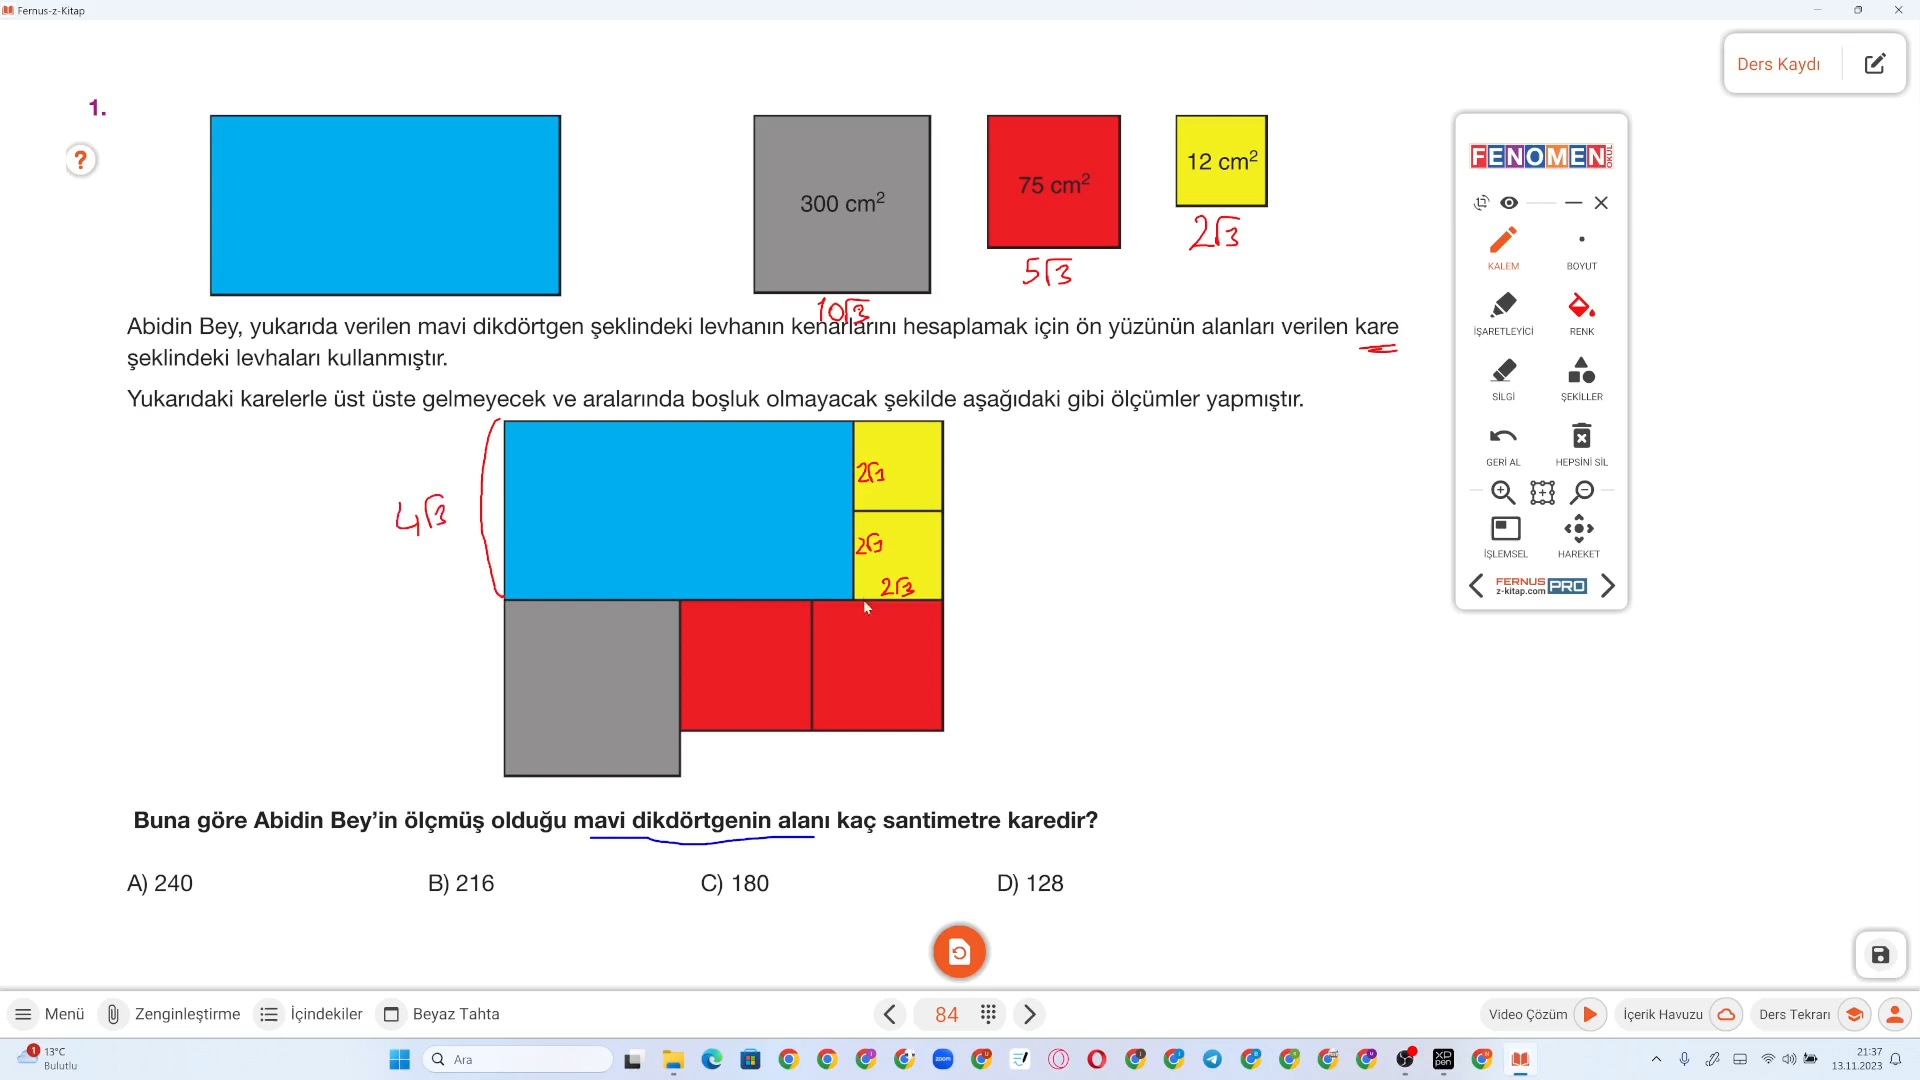 Fernus-z-Kitap
Ders Kaydı
1.
?
300 cm²
75 cm²
12 cm²
10√3
5√3
2√3
Abidin Bey, yukarıda verilen mavi dikdörtgen şeklindeki levhanın kenarlarını hesaplamak için ön yüzünün alanları verilen kare
şeklindeki levhaları kullanmıştır.
Yukarıdaki karelerle üst üste gelmeyecek ve aralarında boşluk olmayacak şekilde aşağıdaki gibi ölçümler yapmıştır.
4√3
2√3
2√3
2√3
Buna göre Abidin Bey’in ölçmüş olduğu mavi dikdörtgenin alanı kaç santimetre karedir?
A) 240
B) 216
C) 180
D) 128
FENOMEN OKUL
KALEM
BOYUT
İŞARETLEYİCİ
RENK
SİLGİ
ŞEKİLLER
GERİ AL
HEPSİNİ SİL
İŞLEMSEL
HAREKET
FERNUS PRO
z-kitap.com
Menü
Zenginleştirme
İçindekiler
Beyaz Tahta
84
Video Çözüm
İçerik Havuzu
Ders Tekrarı
1
13°C
Bulutlu
Ara
zoom
XP
PEN
21:37
13.11.2023